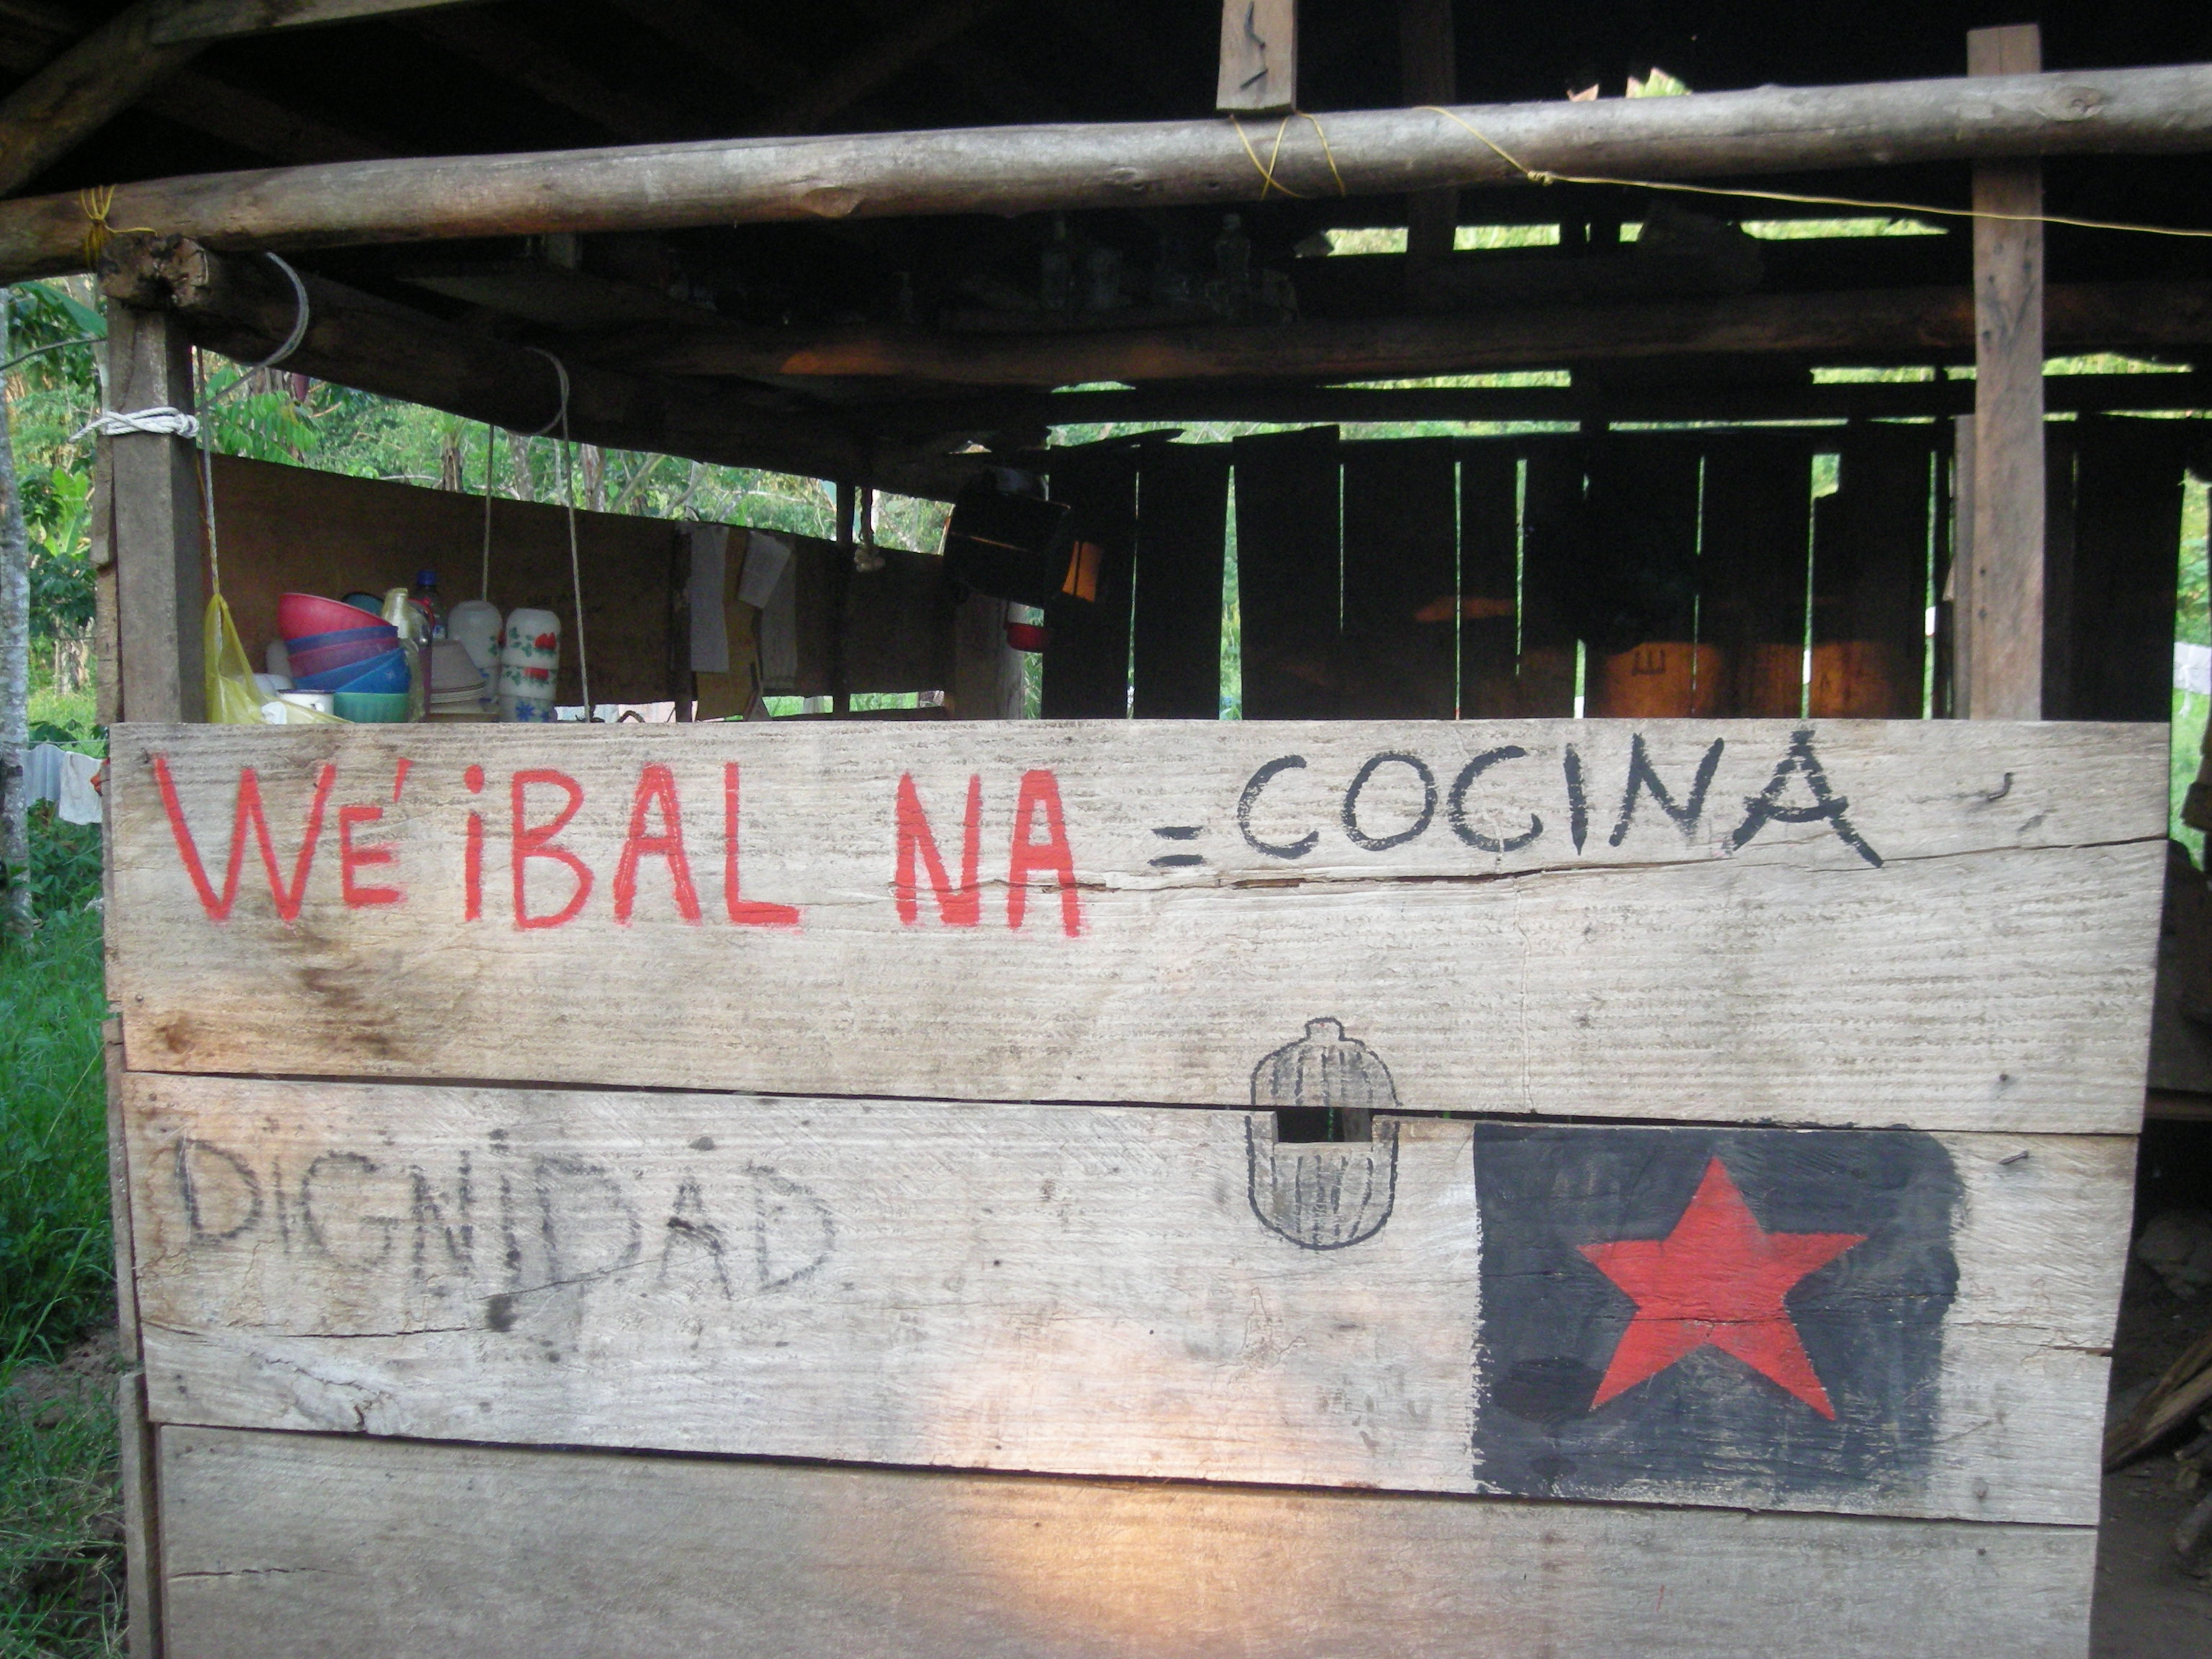 WE'iBAL NA = COCINA
DIGNIDAD